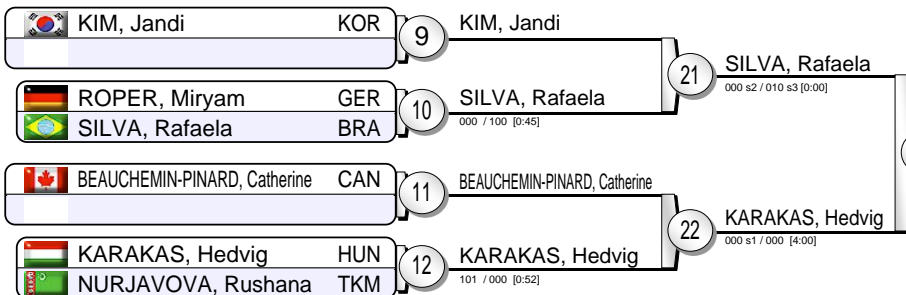 KIM, Jandi KOR
9
KIM, Jandi
ROPER, Miryam GER
SILVA, Rafaela BRA
10
SILVA, Rafaela
000 / 100 [0:45]
21
SILVA, Rafaela
000 s2 / 010 s3 [0:00]
BEAUCHEMIN-PINARD, Catherine CAN
11
BEAUCHEMIN-PINARD, Catherine
KARAKAS, Hedvig HUN
NURJAVOVA, Rushana TKM
12
KARAKAS, Hedvig
101 / 000 [0:52]
22
KARAKAS, Hedvig
000 s1 / 000 [4:00]